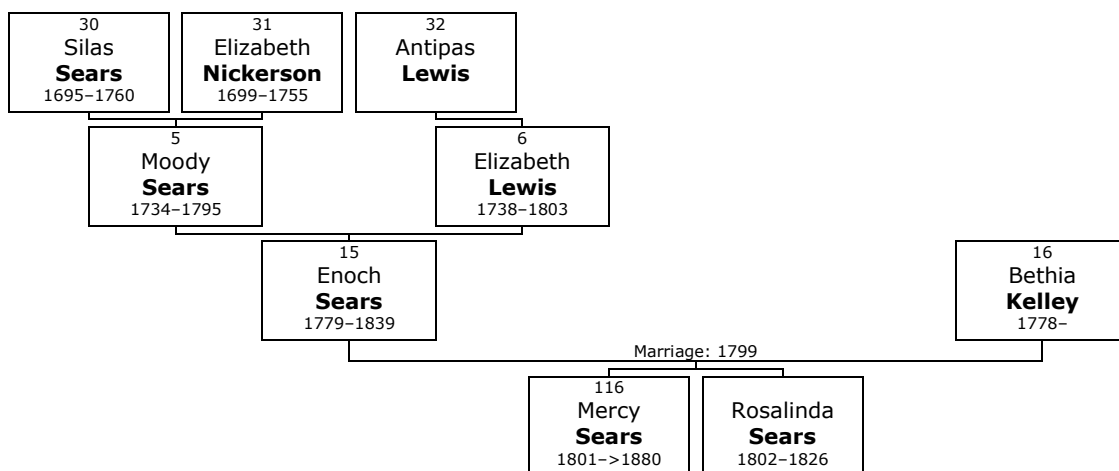 30
Silas
Sears
1695–1760
31
Elizabeth
Nickerson
1699–1755
32
Antipas
Lewis
5
Moody
Sears
1734–1795
6
Elizabeth
Lewis
1738–1803
15
Enoch
Sears
1779–1839
16
Bethia
Kelley
1778–
Marriage: 1799
116
Mercy
Sears
1801–>1880
Rosalinda
Sears
1802–1826